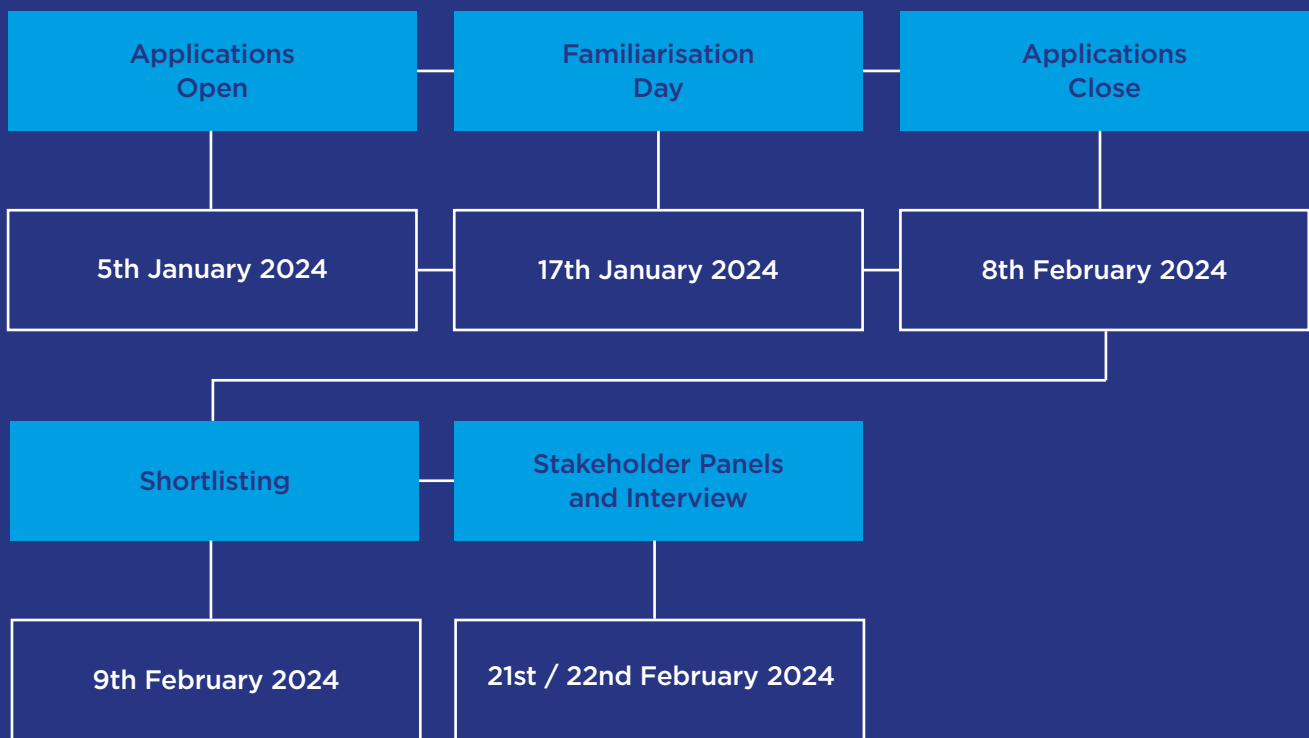 Applications
Open
Familiarisation
Day
Applications
Close
5th January 2024
17th January 2024
8th February 2024
Shortlisting
Stakeholder Panels
and Interview
9th February 2024
21st / 22nd February 2024